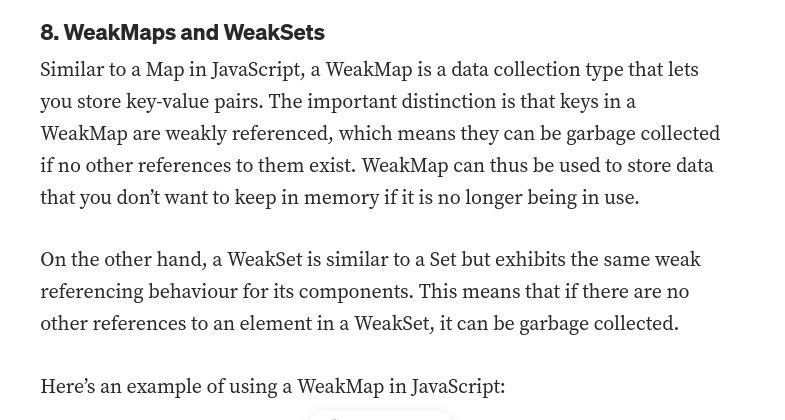 8. WeakMaps and WeakSets
Similar to a Map in JavaScript, a WeakMap is a data collection type that lets
you store key-value pairs. The important distinction is that keys in a
WeakMap are weakly referenced, which means they can be garbage collected
if no other references to them exist. WeakMap can thus be used to store data
that you don’t want to keep in memory if it is no longer being in use.
On the other hand, a WeakSet is similar to a Set but exhibits the same weak
referencing behaviour for its components. This means that if there are no
other references to an element in a WeakSet, it can be garbage collected.
Here’s an example of using a WeakMap in JavaScript: